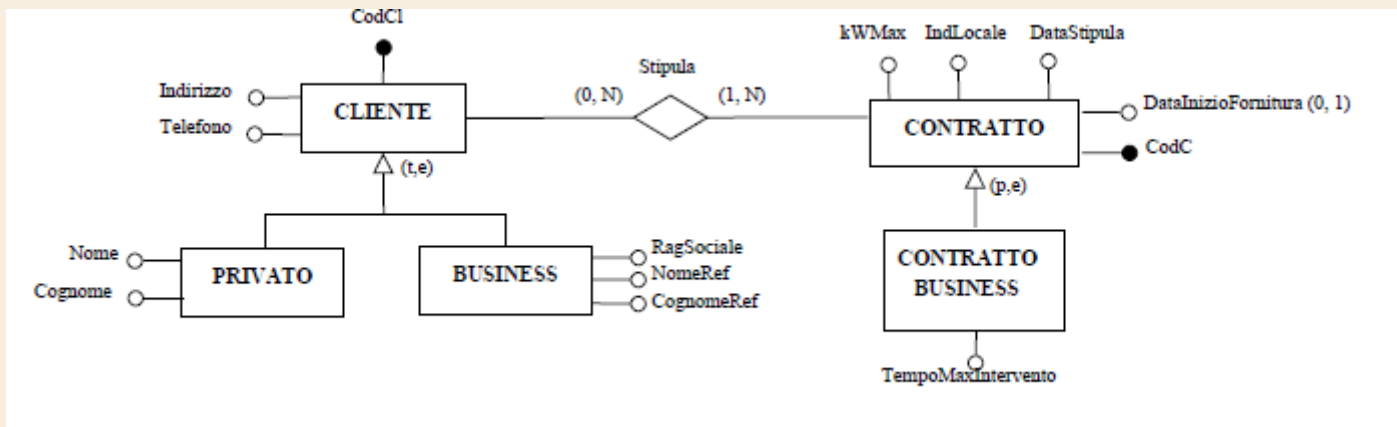 CodCl
kWMax IndLocale DataStipula
Stipula
Indirizzo
(0, N) (1, N)
DataInizioFornitura (0, 1)
CLIENTE
Telefono
CONTRATTO
CodC
(t,e)
(p,e)
Nome
RagSociale
PRIVATO
BUSINESS
NomeRef
CONTRATTO
BUSINESS
Cognome
CognomeRef
TempoMaxIntervento